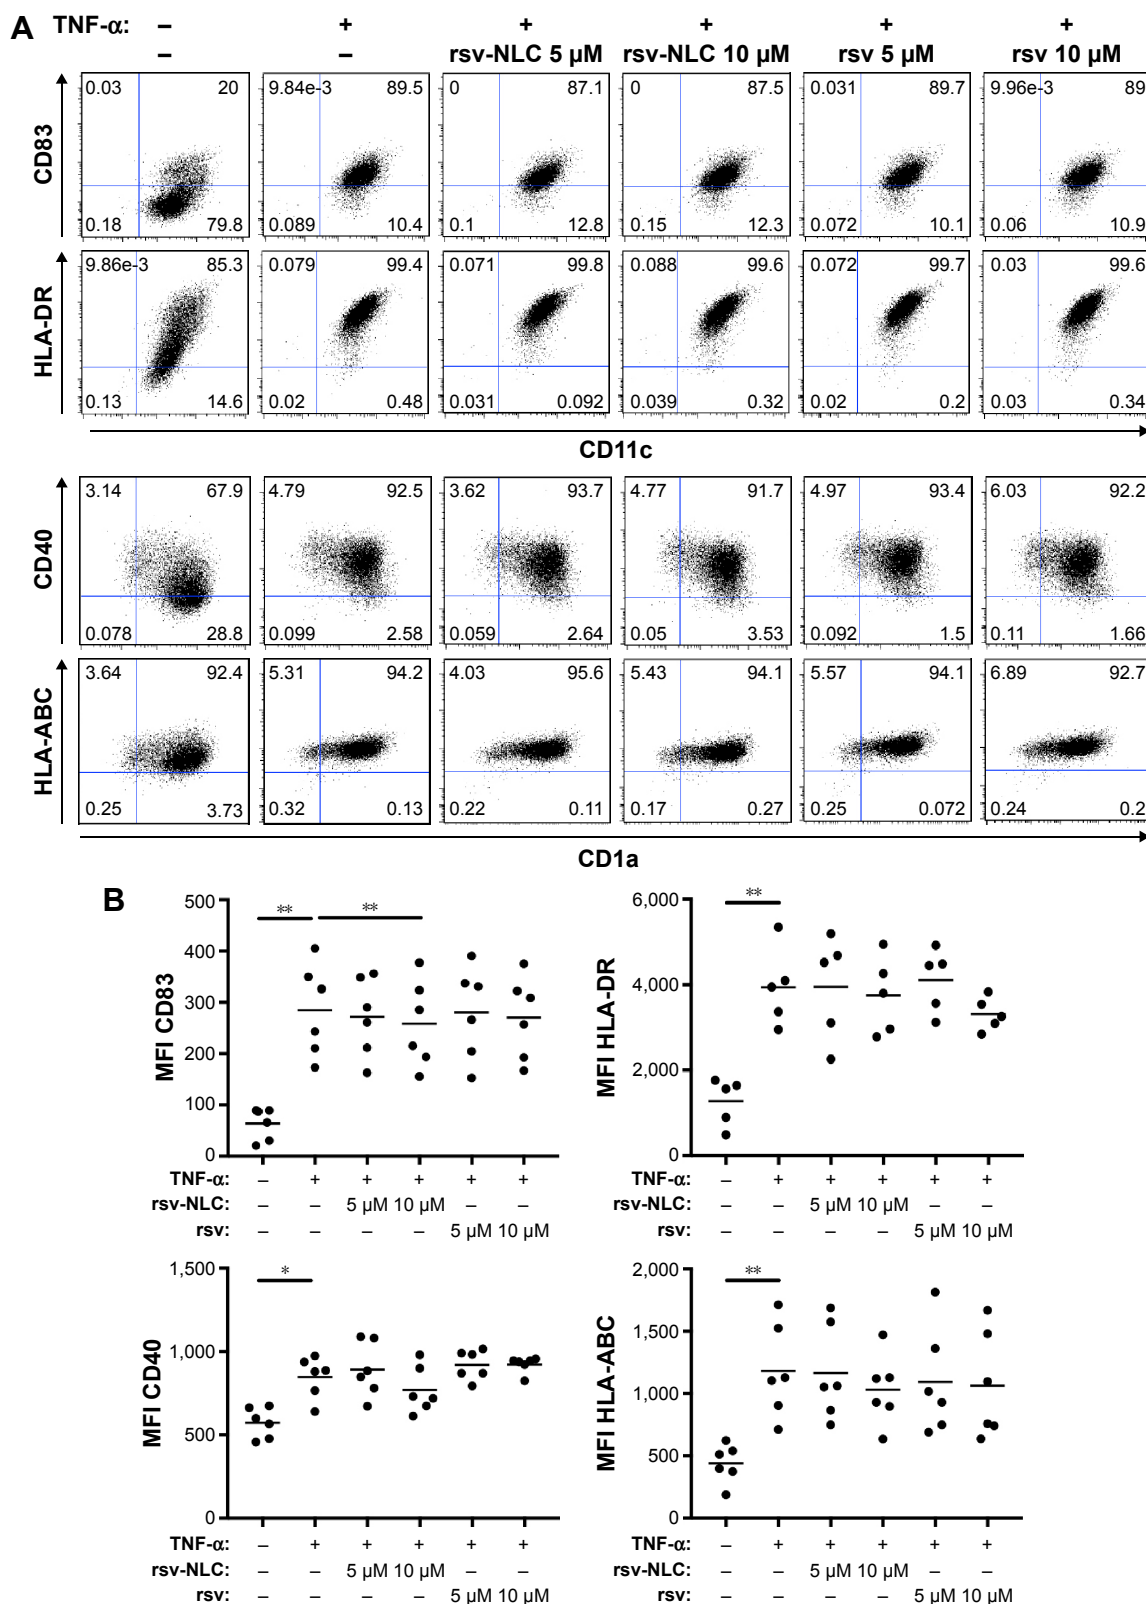 A TNF-α: – + + + + +
– – rsv-NLC 5 µM rsv-NLC 10 µM rsv 5 µM rsv 10 µM
CD83
0.03 20 9.84e-3 89.5 0 87.1 0 87.5 0.031 89.7 9.96e-3 89
0.18 79.8 0.089 10.4 0.1 12.8 0.15 12.3 0.072 10.1 0.06 10.9
HLA-DR
9.86e-3 85.3 0.079 99.4 0.071 99.8 0.088 99.6 0.072 99.7 0.03 99.6
0.13 14.6 0.02 0.48 0.031 0.092 0.039 0.32 0.02 0.2 0.03 0.34
CD11c
CD40
3.14 67.9 4.79 92.5 3.62 93.7 4.77 91.7 4.97 93.4 6.03 92.2
0.078 28.8 0.099 2.58 0.059 2.64 0.05 3.53 0.092 1.5 0.11 1.66
HLA-ABC
3.64 92.4 5.31 94.2 4.03 95.6 5.43 94.1 5.57 94.1 6.89 92.7
0.25 3.73 0.32 0.13 0.22 0.11 0.17 0.27 0.25 0.072 0.24 0.2
CD1a
B
MFI CD83
500
400
300
200
100
0
** **
TNF-α: – + + + + +
rsv-NLC: – – 5 µM 10 µM – –
rsv: – – – – 5 µM 10 µM
MFI HLA-DR
6,000
4,000
2,000
0
**
TNF-α: – + + + + +
rsv-NLC: – – 5 µM 10 µM – –
rsv: – – – – 5 µM 10 µM
MFI CD40
1,500
1,000
500
0
*
TNF-α: – + + + + +
rsv-NLC: – – 5 µM 10 µM – –
rsv: – – – – 5 µM 10 µM
MFI HLA-ABC
2,000
1,500
1,000
500
0
**
TNF-α: – + + + + +
rsv-NLC: – – 5 µM 10 µM – –
rsv: – – – – 5 µM 10 µM